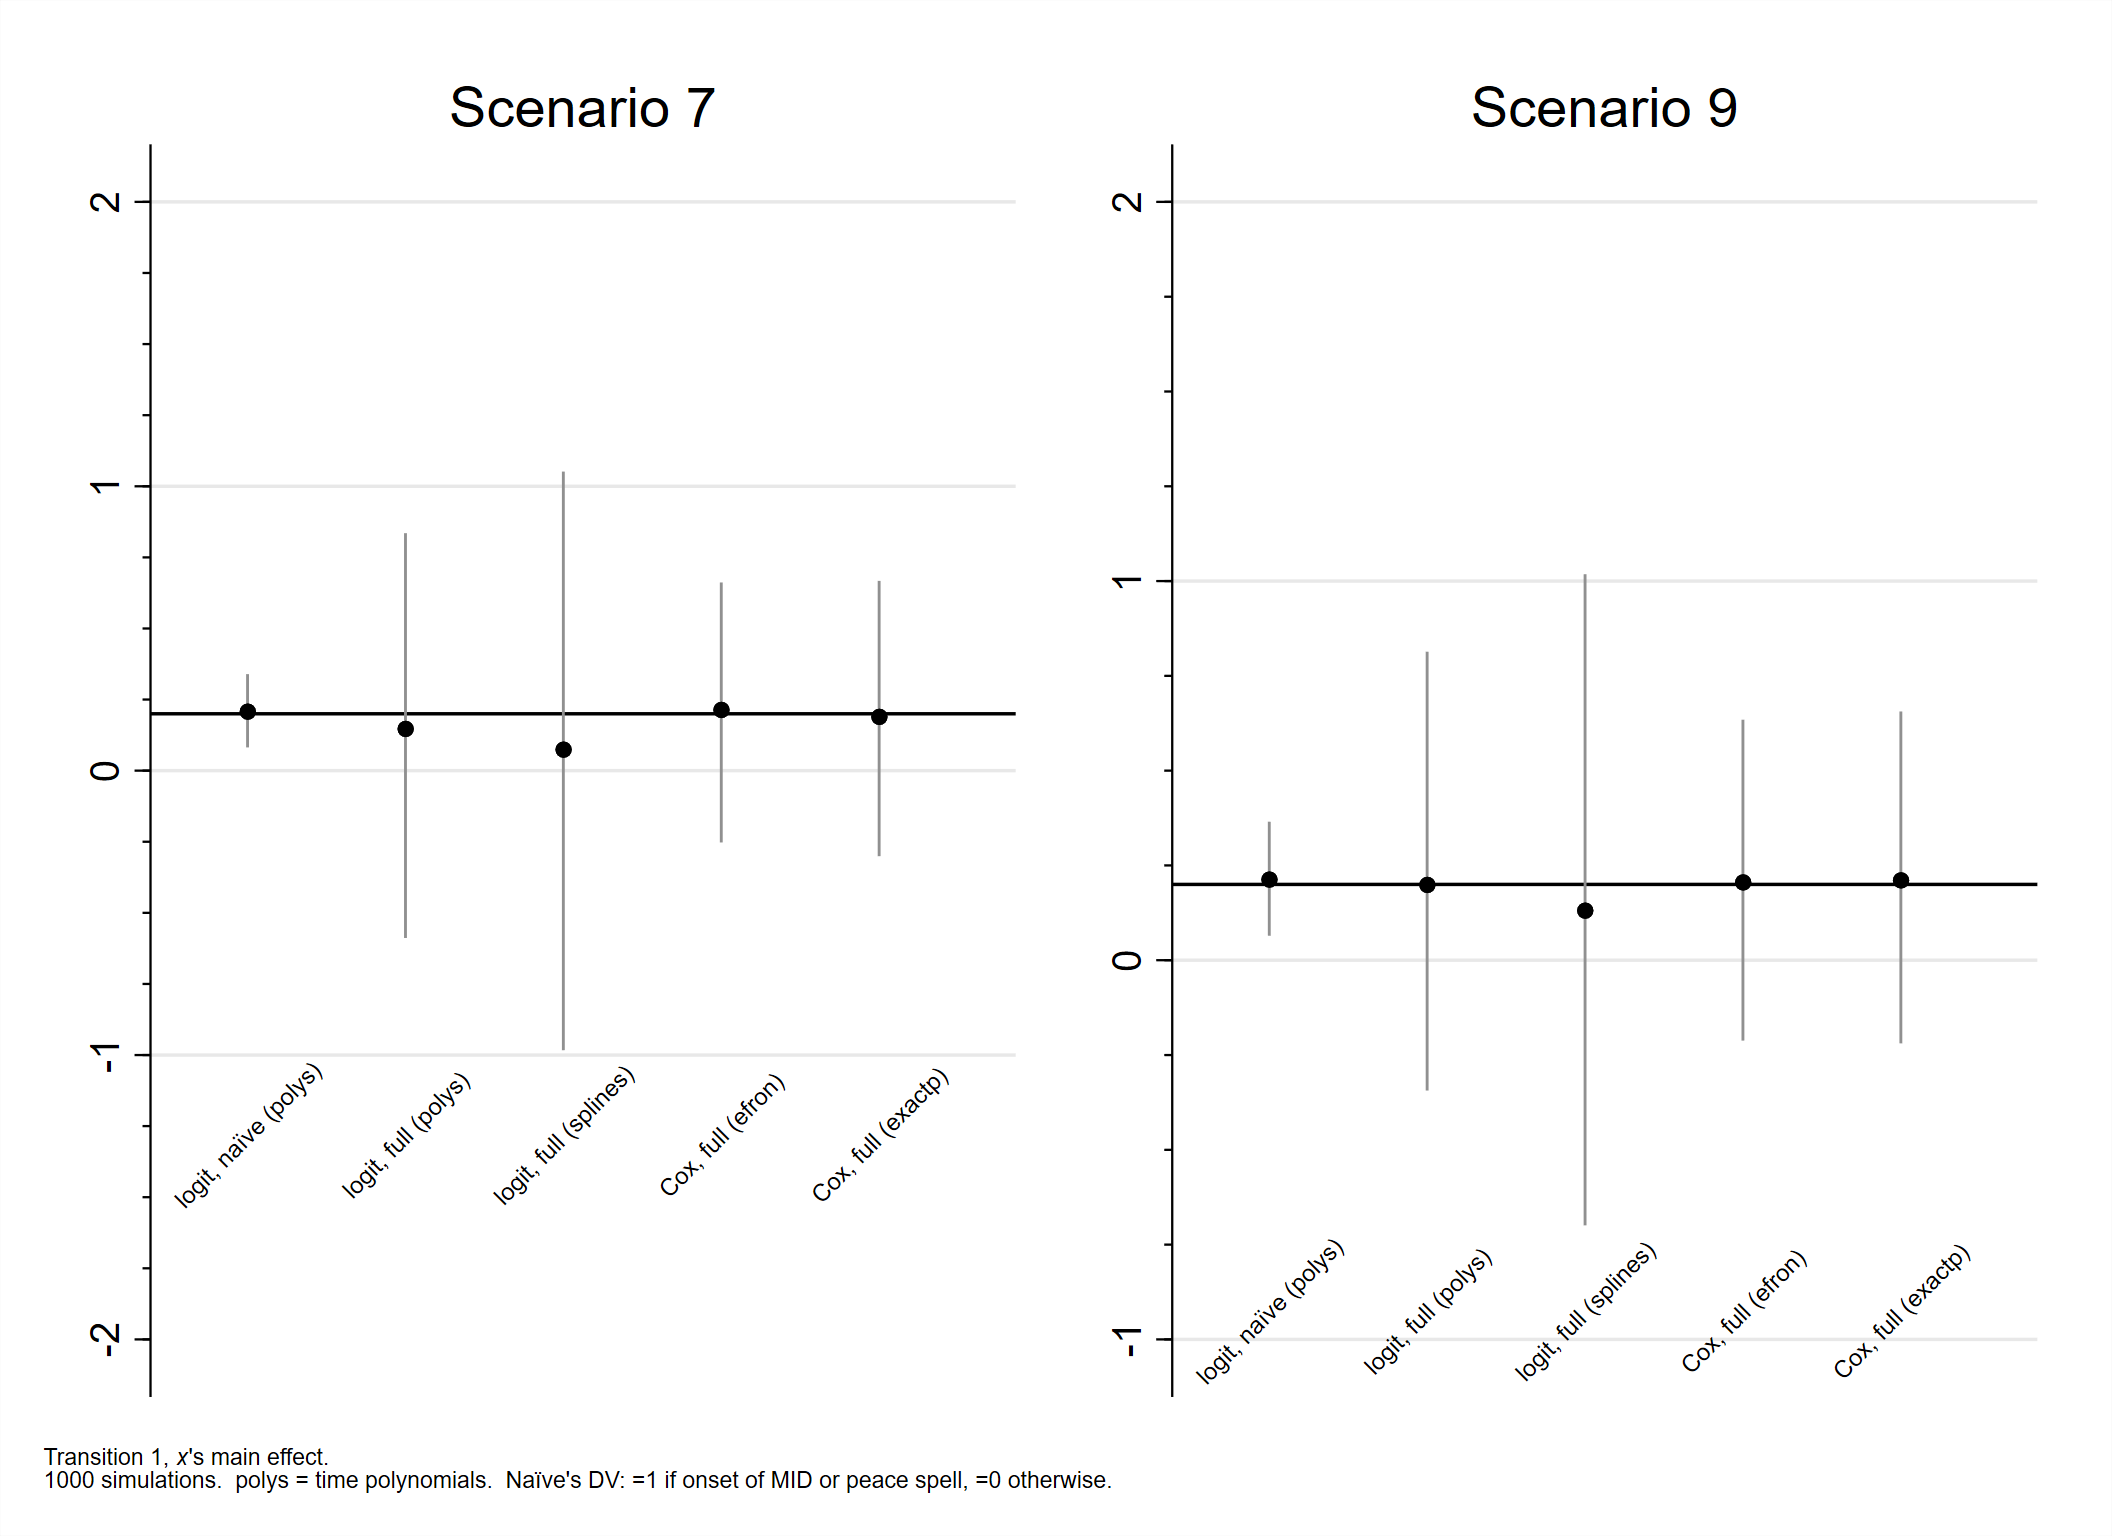 Scenario 7
2
1
0
-1
-2
logit, naïve (polys)
logit, full (polys)
logit, full (splines)
Cox, full (efron)
Cox, full (exactp)
Scenario 9
2
1
0
-1
logit, naïve (polys)
logit, full (polys)
logit, full (splines)
Cox, full (efron)
Cox, full (exactp)
Transition 1, x's main effect.
1000 simulations.  polys = time polynomials.  Naïve's DV: =1 if onset of MID or peace spell, =0 otherwise.